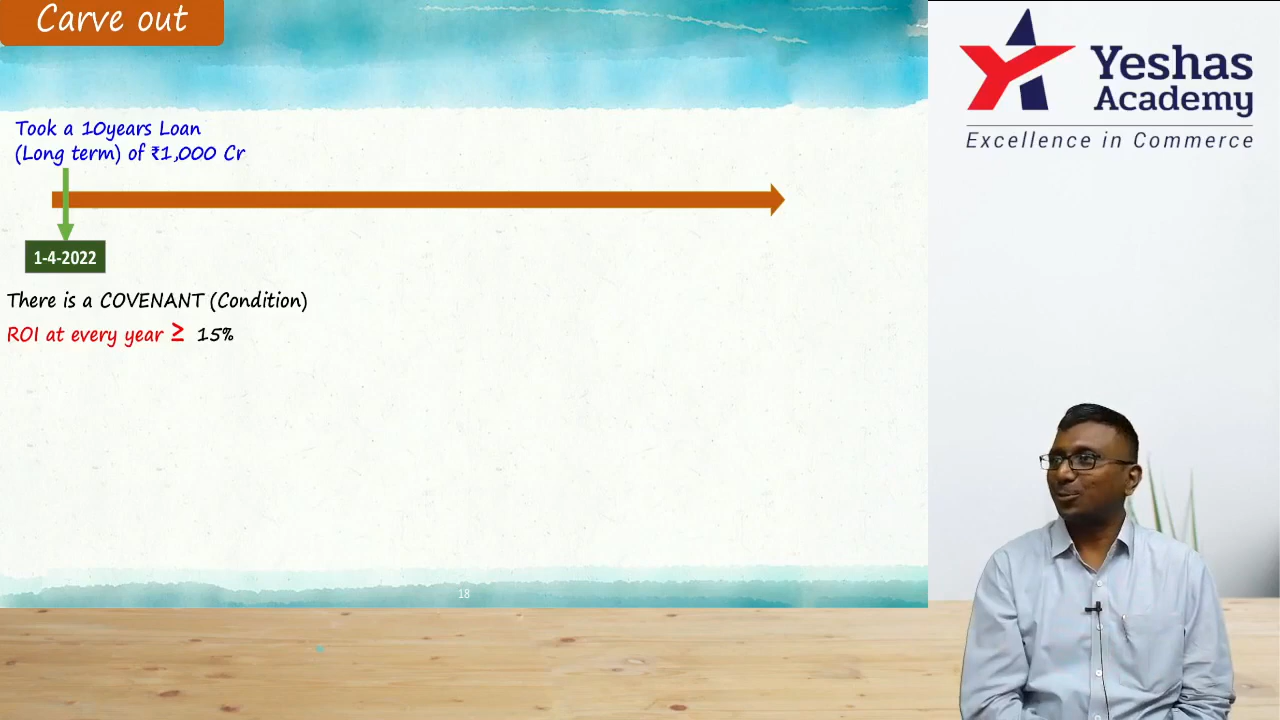 Carve out
Took a 10years Loan
(Long term) of ₹1,000 Cr
1-4-2022
There is a COVENANT (Condition)
ROI at every year ≥ 15%
18
Yeshas
Academy
Excellence in Commerce